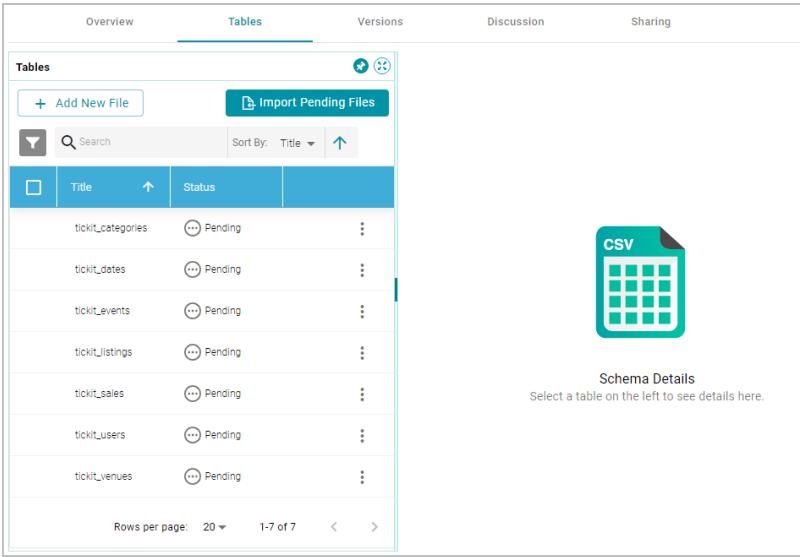 Overview Tables Versions Discussion Sharing
Tables
+ Add New File Import Pending Files
Search Sort By: Title
Title Status
tickit_categories Pending
tickit_dates Pending
tickit_events Pending
tickit_listings Pending
tickit_sales Pending
tickit_users Pending
tickit_venues Pending
Rows per page: 20 1-7 of 7
CSV
Schema Details
Select a table on the left to see details here.